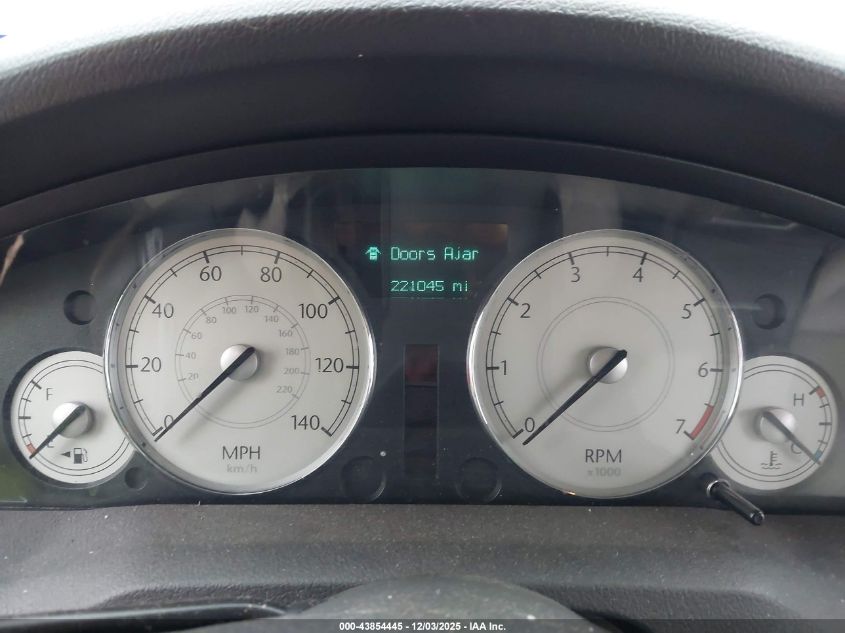 Doors Ajar
221045 mi
0 20 40 60 80 100 120 140
20 40 60 80 100 120 140 160 180 200 220
MPH
km/h
0 1 2 3 4 5 6 7
RPM
x1000
F
E
H
C
000-43854445 - 12/03/2025 - IAA Inc.